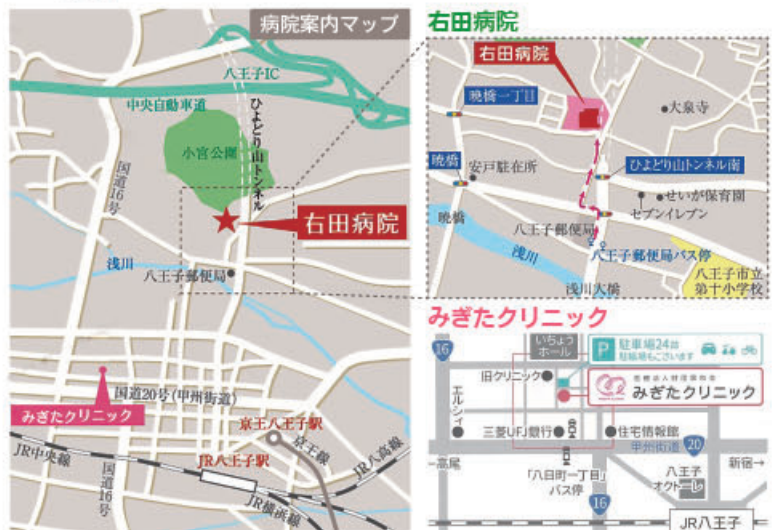 病院案内マップ
八王子IC
中央自動車道
ひよどり山トンネル
小宮公園
国道16号
右田病院
浅川
八王子郵便局
国道20号(甲州街道)
みぎたクリニック
京王八王子駅
京王線
JR八高線
JR中央線
JR八王子駅
国道16号
JR横浜線
右田病院
右田病院
暁橋一丁目
大泉寺
暁橋
安戸駐在所
ひよどり山トンネル南
せいが保育園
セブンイレブン
暁橋
八王子郵便局
浅川
八王子郵便局バス停
浅川大橋
八王子市立
第十小学校
みぎたクリニック
16
いちょう
ホール
P
駐車場24台
駐輪場もございます
旧クリニック
みぎたクリニック
エルシィ
三菱UFJ銀行
住宅情報館
甲州街道
20
←高尾
「八日町一丁目」
バス停
八王子
オクトーレ
新宿→
16
JR八王子